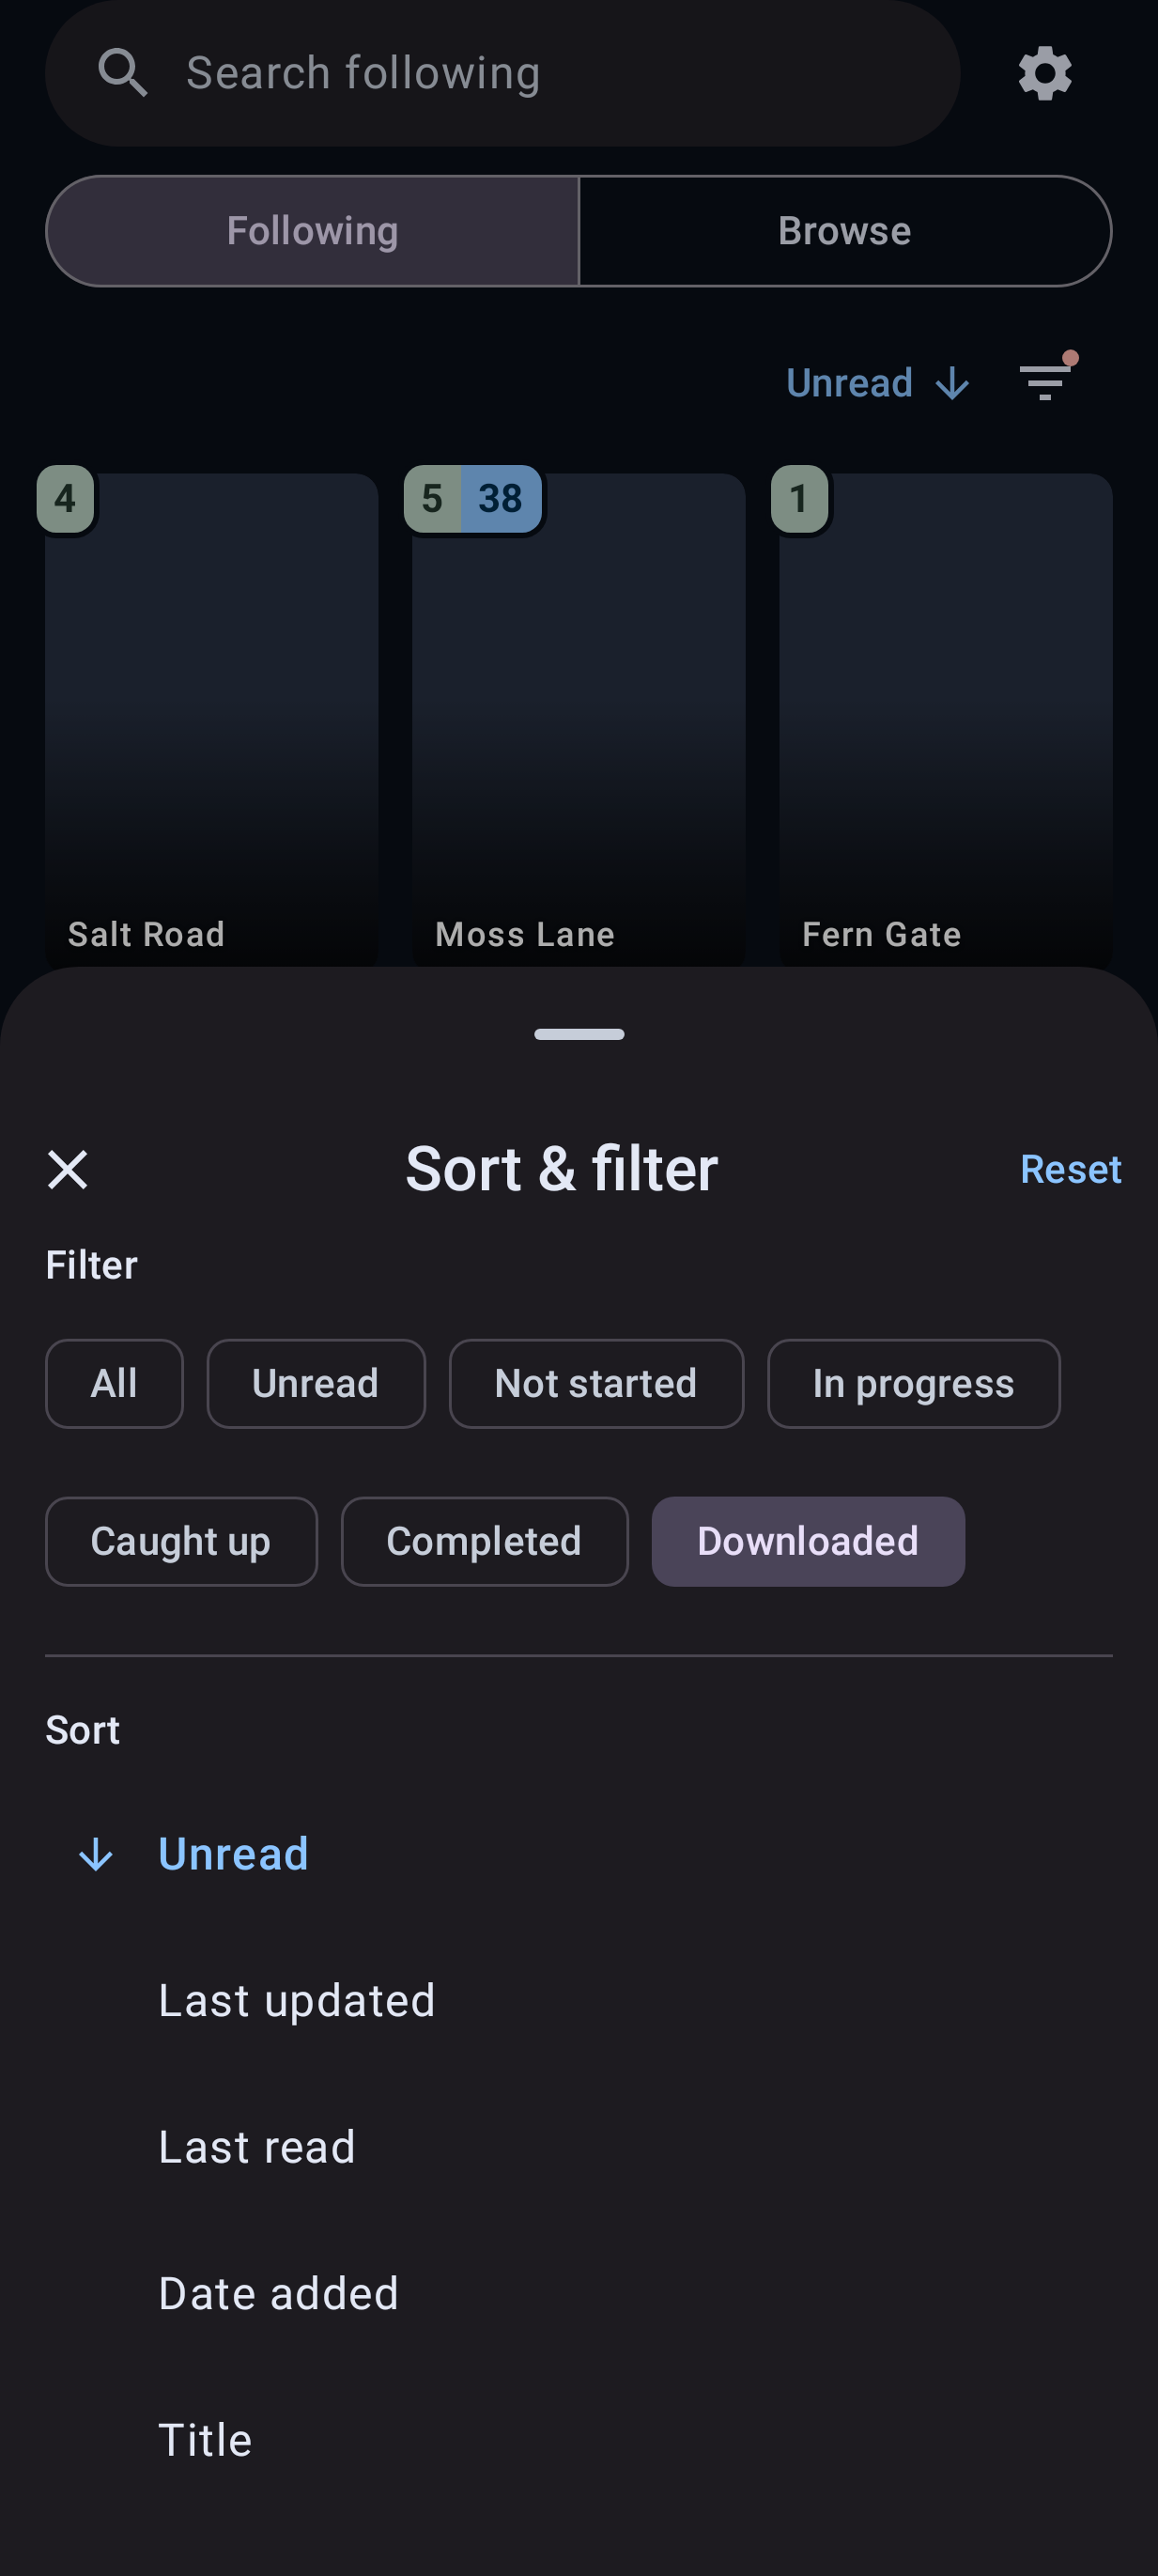 Search following
Following Browse
Unread
4 5 38 1
Salt Road Moss Lane Fern Gate
Sort & filter Reset
Filter
All Unread Not started In progress
Caught up Completed Downloaded
Sort
Unread
Last updated
Last read
Date added
Title